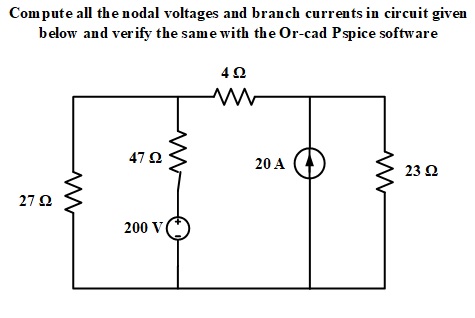 Compute all the nodal voltages and branch currents in circuit given
below and verify the same with the Or-cad Pspice software
4 Ω
47 Ω
20 A
23 Ω
27 Ω
200 V
+
-